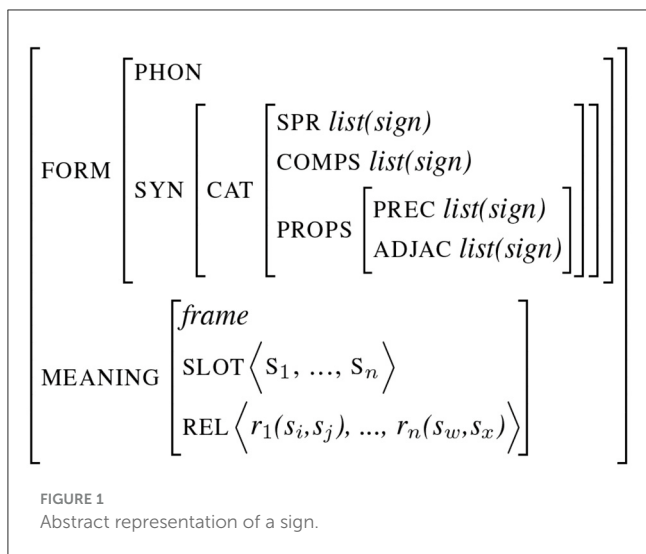 PHON
SPR list(sign)
COMPS list(sign)
FORM
SYN CAT
PROPS PREC list(sign)
ADJAC list(sign)
frame
MEANING SLOT ⟨S₁, ..., Sₙ⟩
REL ⟨r₁(sᵢ,sⱼ), ..., rₙ(s_w,sₓ)⟩
FIGURE 1
Abstract representation of a sign.